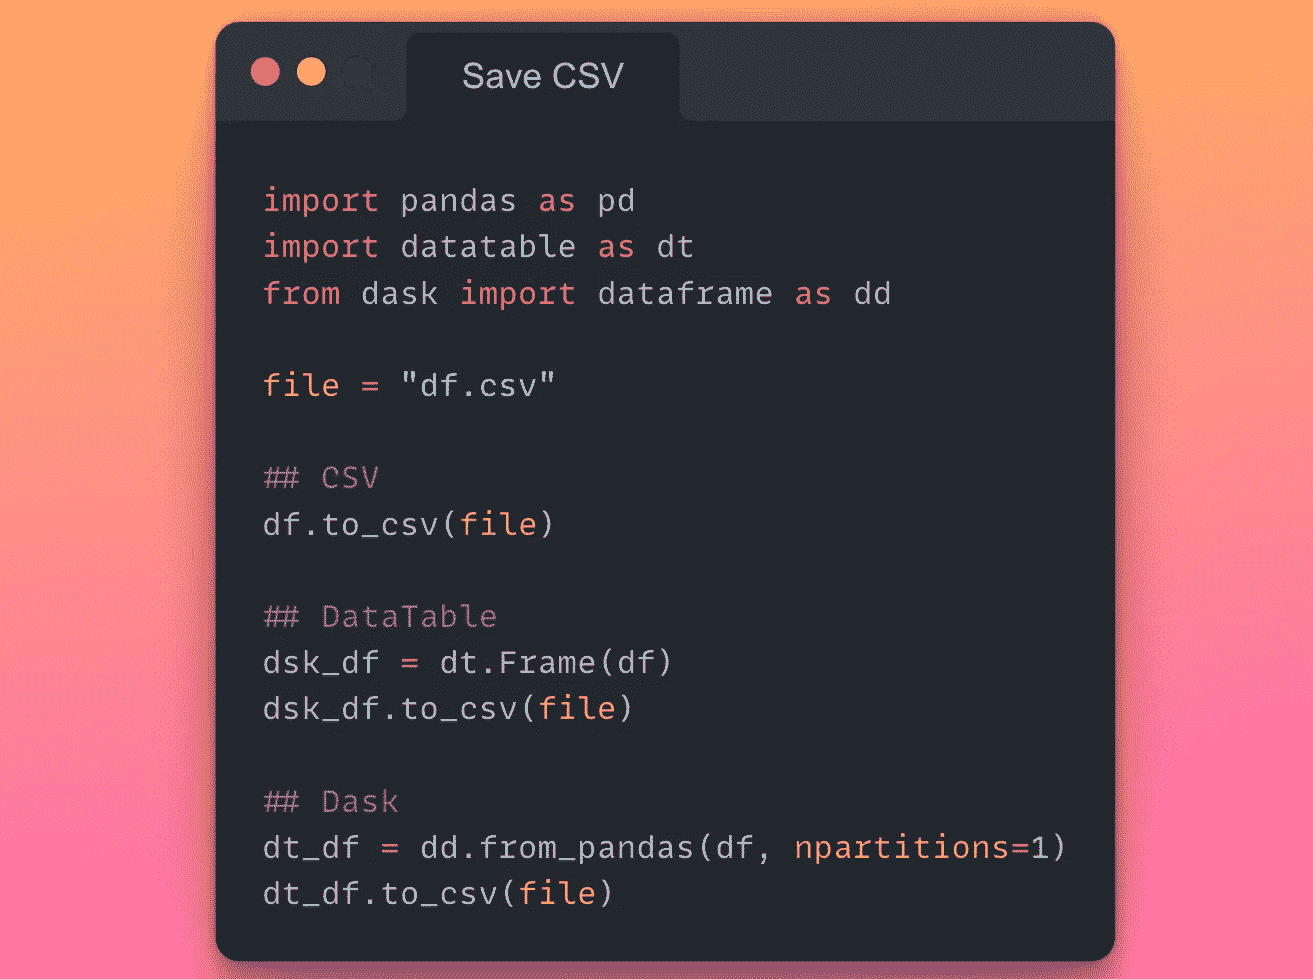 Save CSV
import pandas as pd
import datatable as dt
from dask import dataframe as dd
file = "df.csv"
## CSV
df.to_csv(file)
## DataTable
dsk_df = dt.Frame(df)
dsk_df.to_csv(file)
## Dask
dt_df = dd.from_pandas(df, npartitions=1)
dt_df.to_csv(file)